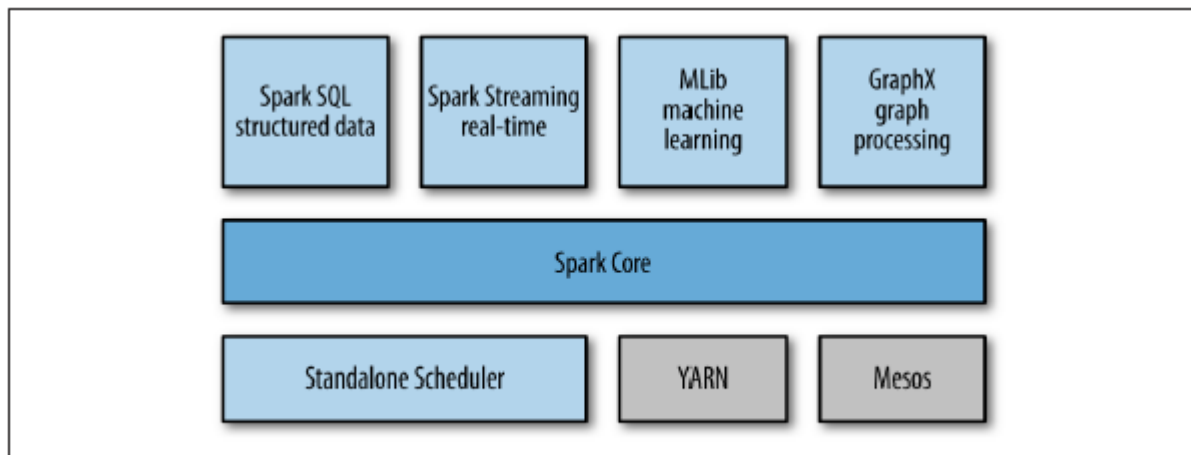 Spark SQL
structured data
Spark Streaming
real-time
MLib
machine
learning
GraphX
graph
processing
Spark Core
Standalone Scheduler
YARN
Mesos